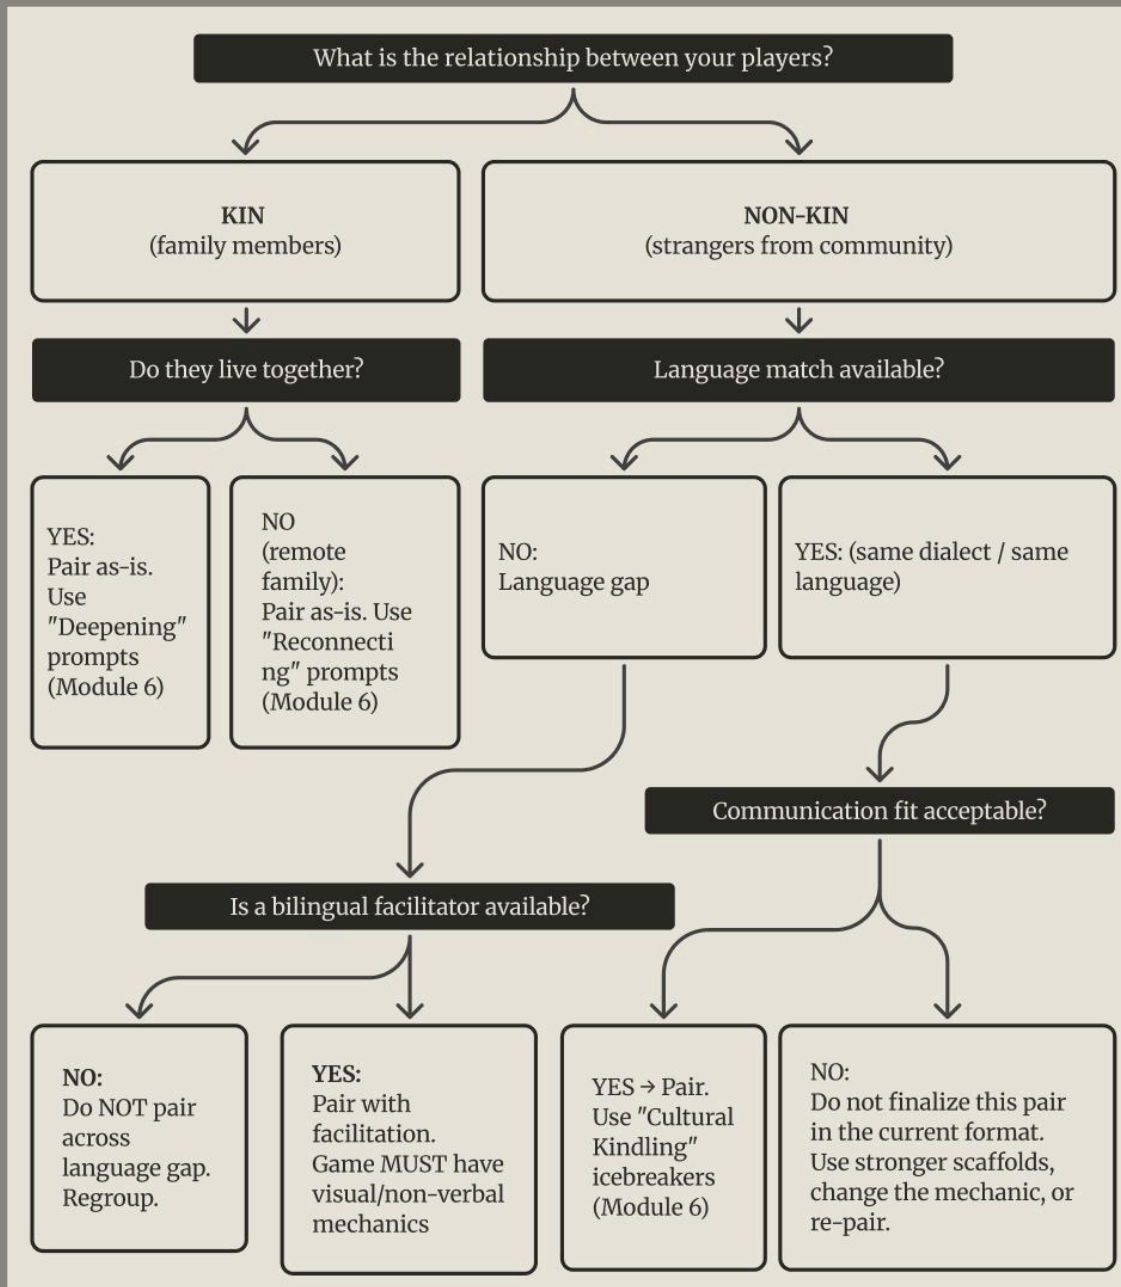 What is the relationship between your players?
KIN
(family members)
NON-KIN
(strangers from community)
Do they live together?
Language match available?
YES:
Pair as-is.
Use
"Deepening"
prompts
(Module 6)
NO
(remote
family):
Pair as-is. Use
"Reconnecti
ng" prompts
(Module 6)
NO:
Language gap
YES: (same dialect / same
language)
Communication fit acceptable?
Is a bilingual facilitator available?
NO:
Do NOT pair
across
language gap.
Regroup.
YES:
Pair with
facilitation.
Game MUST have
visual/non-verbal
mechanics
YES → Pair.
Use "Cultural
Kindling"
icebreakers
(Module 6)
NO:
Do not finalize this pair
in the current format.
Use stronger scaffolds,
change the mechanic, or
re-pair.